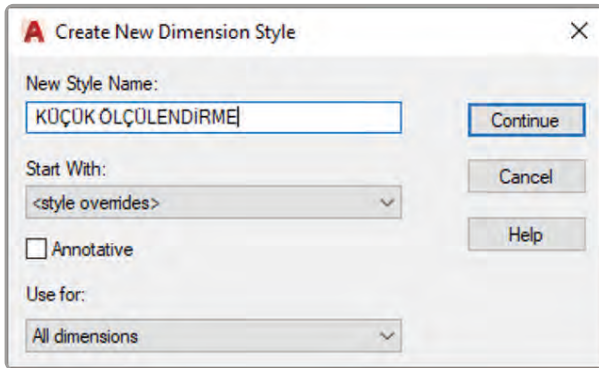 A Create New Dimension Style
New Style Name:
KÜÇÜK ÖLÇÜLENDİRME
Continue
Start With:
<style overrides>
Cancel
Annotative
Help
Use for:
All dimensions